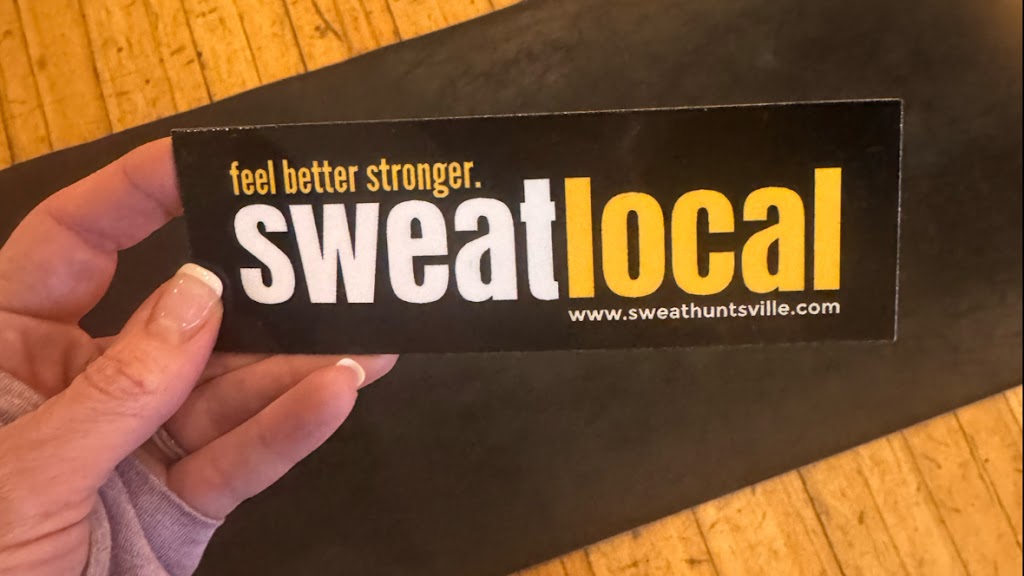 feel better stronger.
sweatlocal
www.sweathuntsville.com